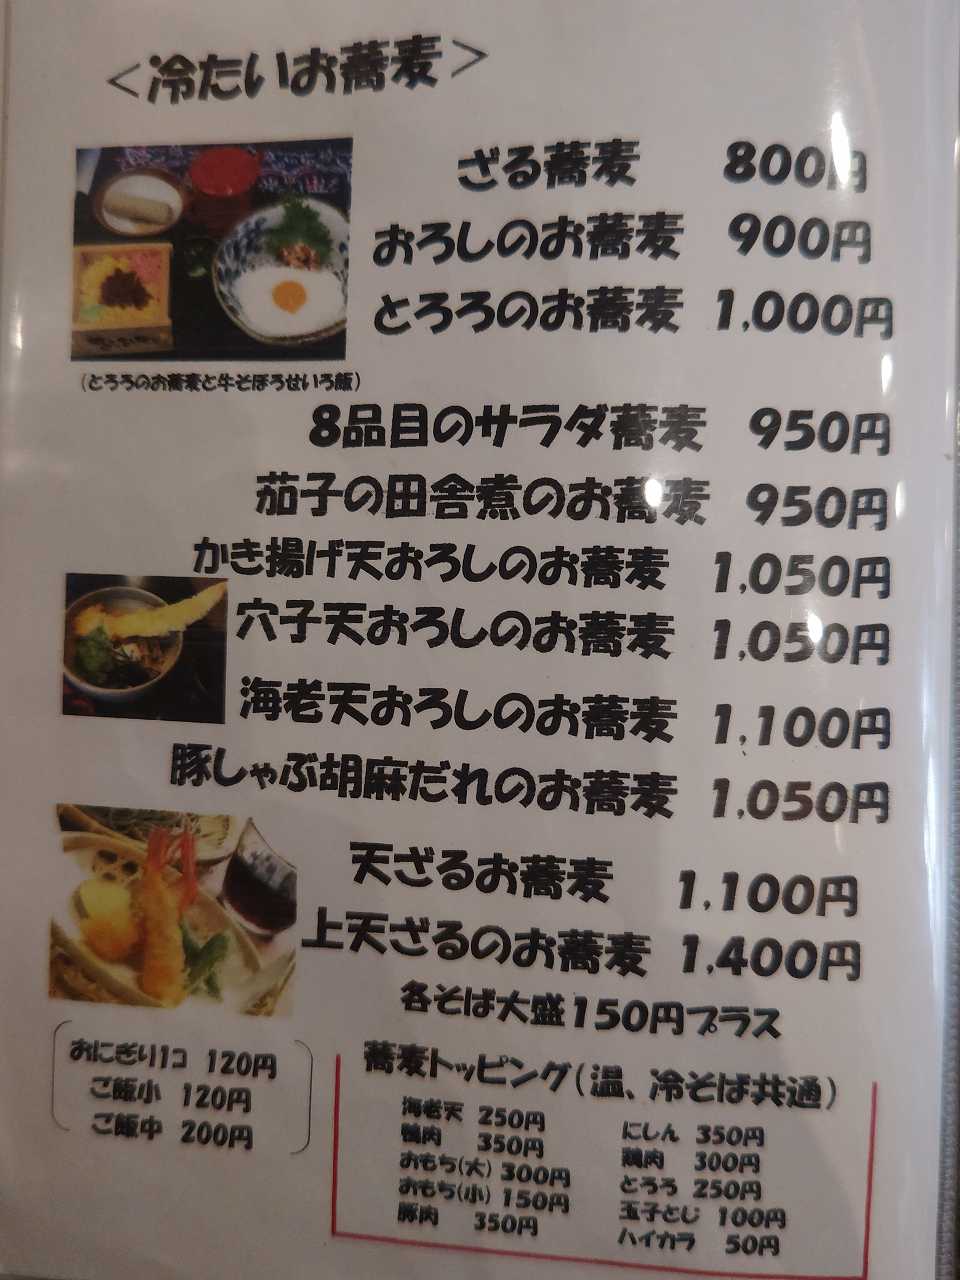 ＜冷たいお蕎麦＞
ざる蕎麦 800円
おろしのお蕎麦 900円
とろろのお蕎麦 1,000円
(とろろのお蕎麦と牛そぼろせいろ飯)
8品目のサラダ蕎麦 950円
茄子の田舎煮のお蕎麦 950円
かき揚げ天おろしのお蕎麦 1,050円
穴子天おろしのお蕎麦 1,050円
海老天おろしのお蕎麦 1,100円
豚しゃぶ胡麻だれのお蕎麦 1,050円
天ざるお蕎麦 1,100円
上天ざるのお蕎麦 1,400円
各そば大盛150円プラス
おにぎり1コ 120円
ご飯小 120円
ご飯中 200円
蕎麦トッピング(温、冷そば共通)
海老天 250円
鴨肉 350円
おもち(大) 300円
おもち(小) 150円
豚肉 350円
にしん 350円
鶏肉 300円
とろろ 250円
玉子とじ 100円
ハイカラ 50円